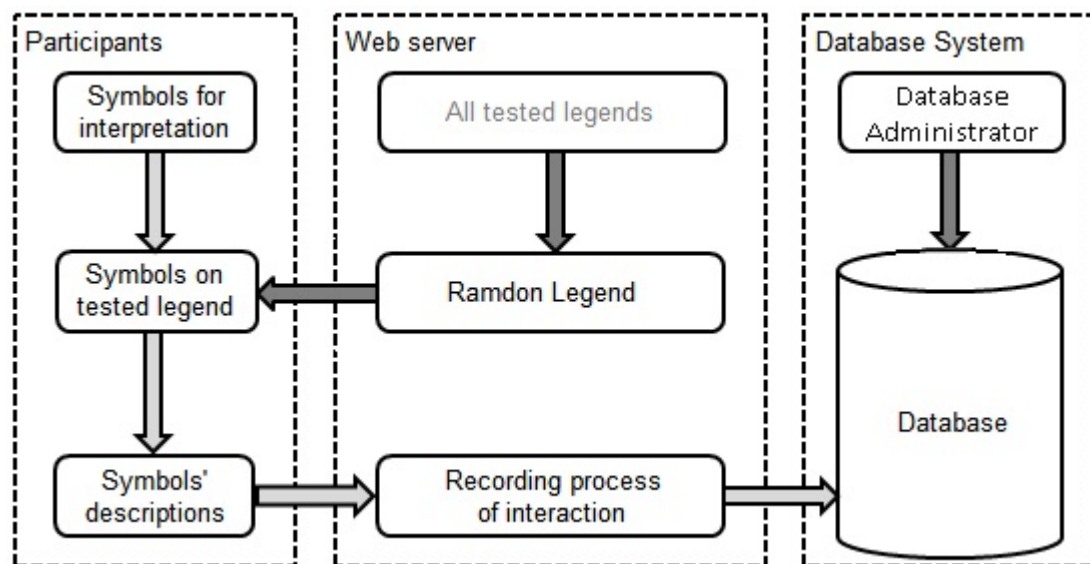 Participants
Symbols for
interpretation
Symbols on
tested legend
Symbols'
descriptions
Web server
All tested legends
Ramdon Legend
Recording process
of interaction
Database System
Database
Administrator
Database